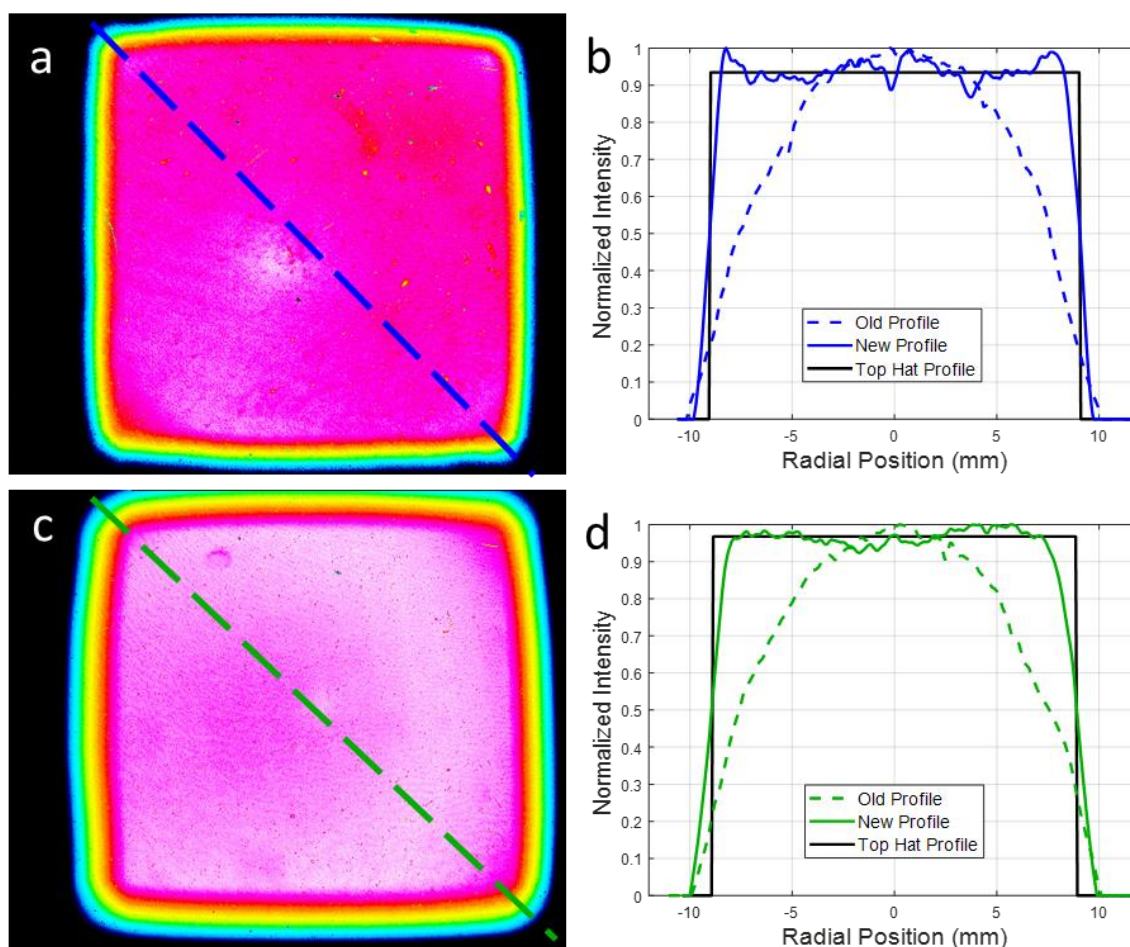 a
b
Normalized Intensity
1
0.9
0.8
0.7
0.6
0.5
0.4
0.3
0.2
0.1
0
Old Profile
New Profile
Top Hat Profile
-10 -5 0 5 10
Radial Position (mm)
c
d
Normalized Intensity
1
0.9
0.8
0.7
0.6
0.5
0.4
0.3
0.2
0.1
0
Old Profile
New Profile
Top Hat Profile
-10 -5 0 5 10
Radial Position (mm)